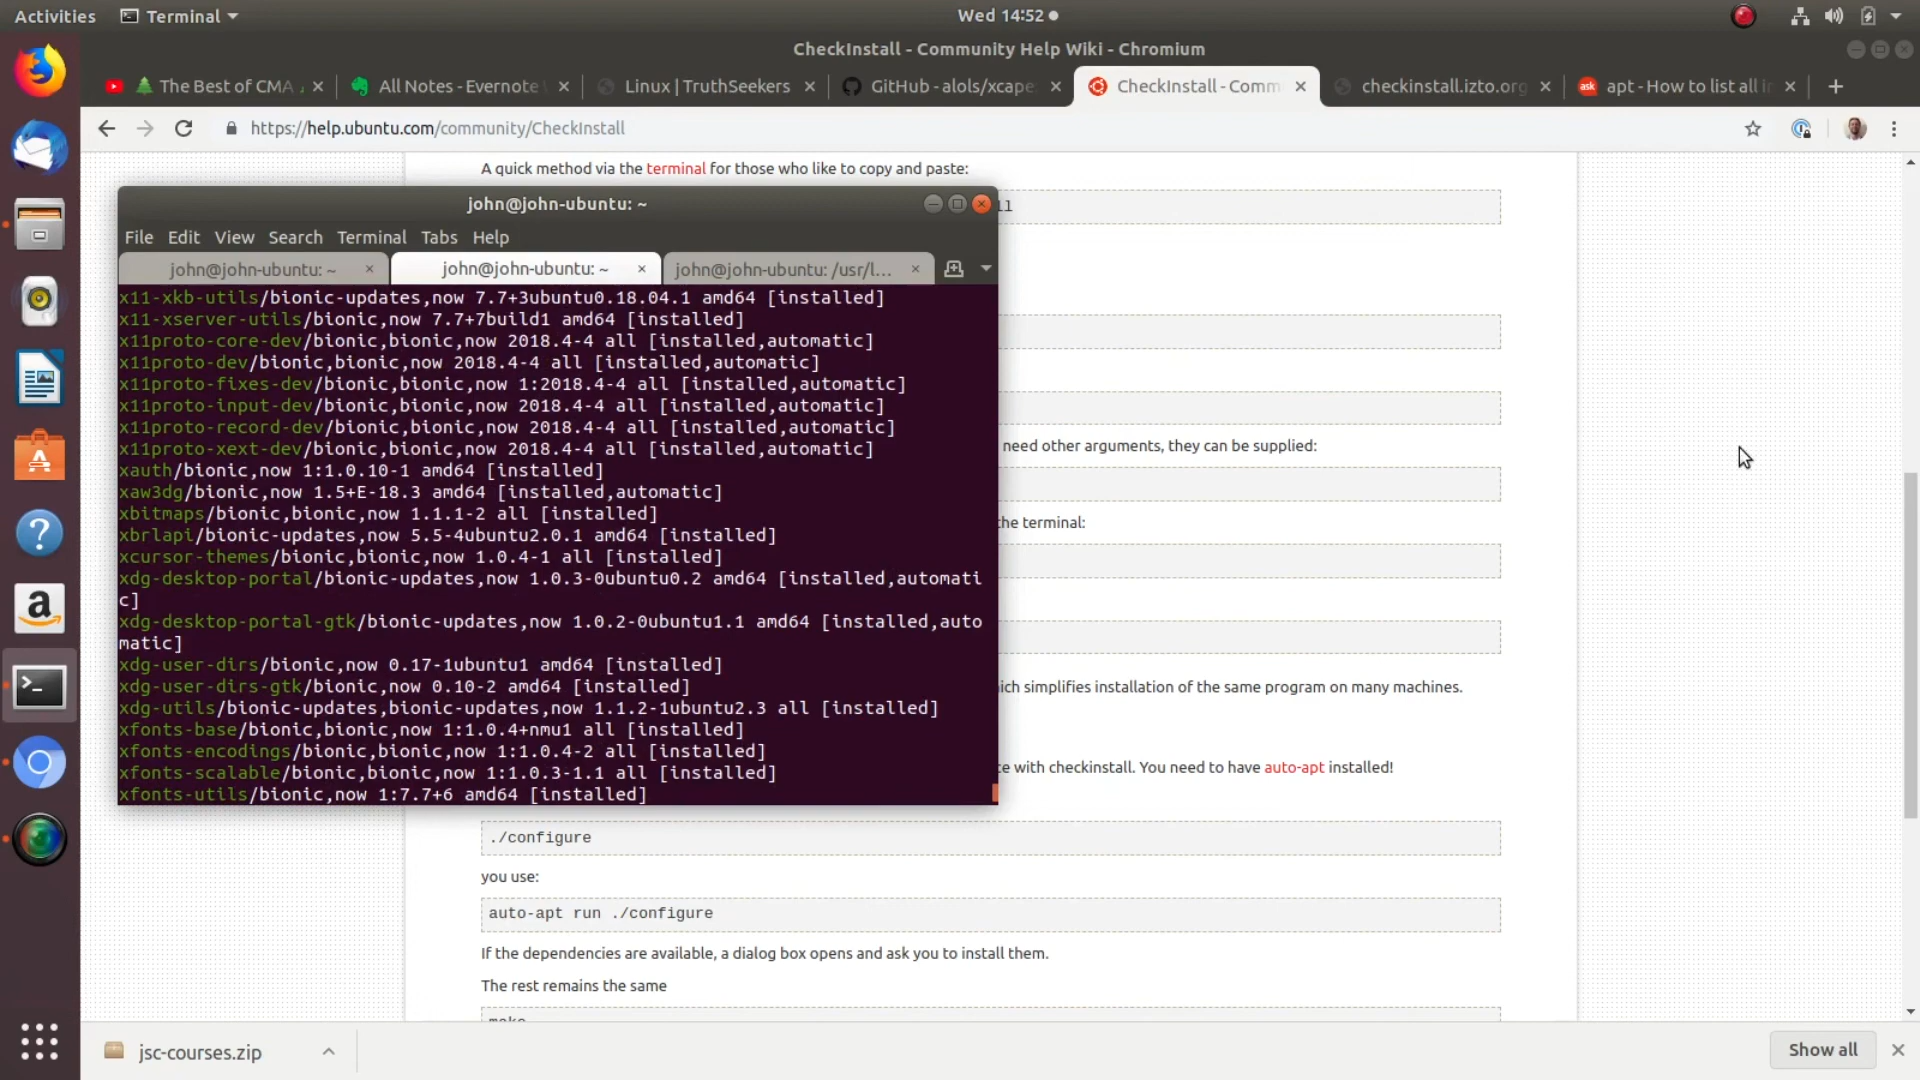 Activities
Terminal
Wed 14:52
CheckInstall - Community Help Wiki - Chromium
The Best of CMA
All Notes - Evernote
Linux | TruthSeekers
GitHub - alols/xcape
CheckInstall - Comm
checkinstall.izto.org
ask
apt - How to list all in
https://help.ubuntu.com/community/CheckInstall
A quick method via the terminal for those who like to copy and paste:
ll
john@john-ubuntu: ~
File Edit View Search Terminal Tabs Help
john@john-ubuntu: ~
john@john-ubuntu: ~
john@john-ubuntu: /usr/l...
x11-xkb-utils/bionic-updates,now 7.7+3ubuntu0.18.04.1 amd64 [installed]
x11-xserver-utils/bionic,now 7.7+7build1 amd64 [installed]
x11proto-core-dev/bionic,bionic,now 2018.4-4 all [installed,automatic]
x11proto-dev/bionic,bionic,now 2018.4-4 all [installed,automatic]
x11proto-fixes-dev/bionic,bionic,now 1:2018.4-4 all [installed,automatic]
x11proto-input-dev/bionic,bionic,now 2018.4-4 all [installed,automatic]
x11proto-record-dev/bionic,bionic,now 2018.4-4 all [installed,automatic]
x11proto-xext-dev/bionic,bionic,now 2018.4-4 all [installed,automatic]
xauth/bionic,now 1:1.0.10-1 amd64 [installed]
xaw3dg/bionic,now 1.5+E-18.3 amd64 [installed,automatic]
xbitmaps/bionic,bionic,now 1.1.1-2 all [installed]
xbrlapi/bionic-updates,now 5.5-4ubuntu2.0.1 amd64 [installed]
xcursor-themes/bionic,bionic,now 1.0.4-1 all [installed]
xdg-desktop-portal/bionic-updates,now 1.0.3-0ubuntu0.2 amd64 [installed,automati
c]
xdg-desktop-portal-gtk/bionic-updates,now 1.0.2-0ubuntu1.1 amd64 [installed,auto
matic]
xdg-user-dirs/bionic,now 0.17-1ubuntu1 amd64 [installed]
xdg-user-dirs-gtk/bionic,now 0.10-2 amd64 [installed]
xdg-utils/bionic-updates,bionic-updates,now 1.1.2-1ubuntu2.3 all [installed]
xfonts-base/bionic,bionic,now 1:1.0.4+nmu1 all [installed]
xfonts-encodings/bionic,bionic,now 1:1.0.4-2 all [installed]
xfonts-scalable/bionic,bionic,now 1:1.0.3-1.1 all [installed]
xfonts-utils/bionic,now 1:7.7+6 amd64 [installed]
need other arguments, they can be supplied:
the terminal:
ich simplifies installation of the same program on many machines.
ce with checkinstall. You need to have auto-apt installed!
./configure
you use:
auto-apt run ./configure
If the dependencies are available, a dialog box opens and ask you to install them.
The rest remains the same
make
jsc-courses.zip
Show all